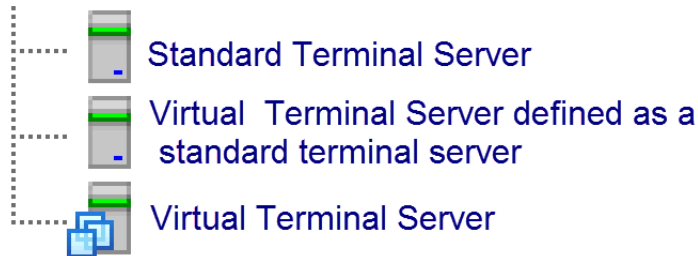 Standard Terminal Server
Virtual Terminal Server defined as a
standard terminal server
Virtual Terminal Server